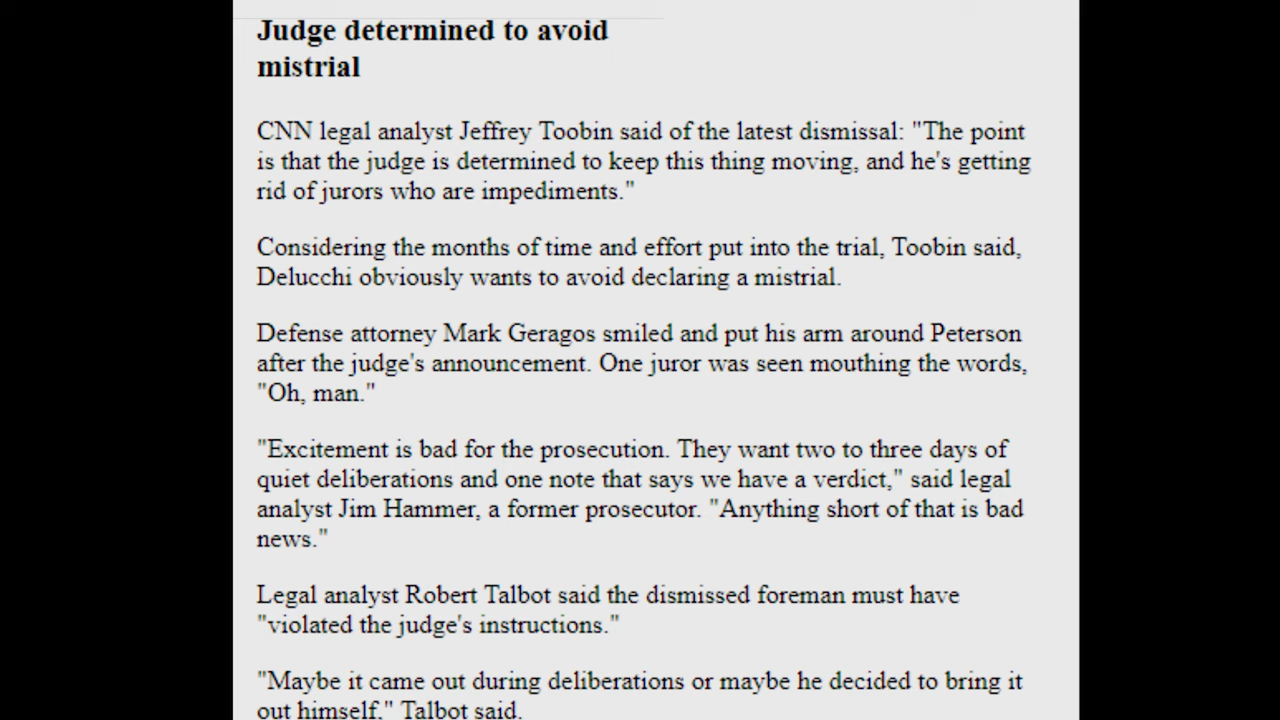 Judge determined to avoid
mistrial
CNN legal analyst Jeffrey Toobin said of the latest dismissal: "The point
is that the judge is determined to keep this thing moving, and he's getting
rid of jurors who are impediments."
Considering the months of time and effort put into the trial, Toobin said,
Delucchi obviously wants to avoid declaring a mistrial.
Defense attorney Mark Geragos smiled and put his arm around Peterson
after the judge's announcement. One juror was seen mouthing the words,
"Oh, man."
"Excitement is bad for the prosecution. They want two to three days of
quiet deliberations and one note that says we have a verdict," said legal
analyst Jim Hammer, a former prosecutor. "Anything short of that is bad
news."
Legal analyst Robert Talbot said the dismissed foreman must have
"violated the judge's instructions."
"Maybe it came out during deliberations or maybe he decided to bring it
out himself," Talbot said.